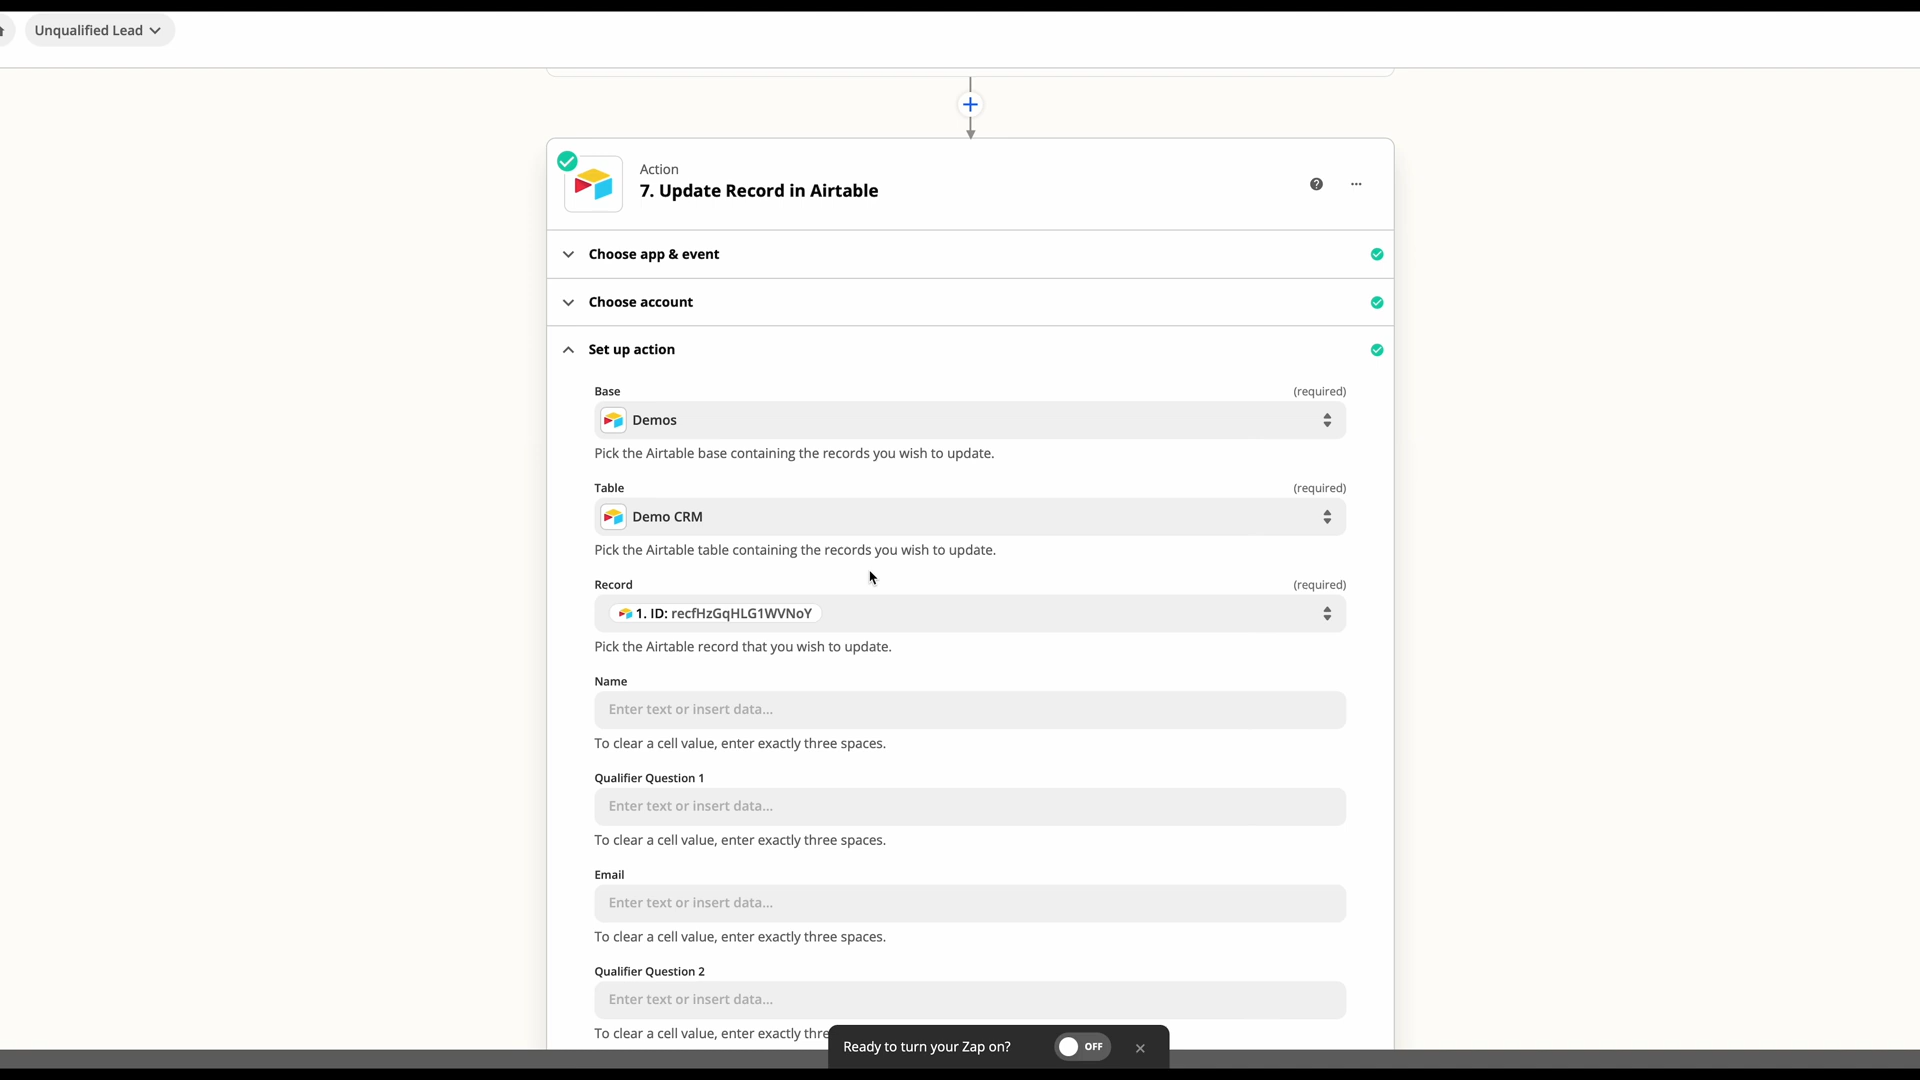 Unqualified Lead
Action
7. Update Record in Airtable
Choose app & event
Choose account
Set up action
Base (required)
Demos
Pick the Airtable base containing the records you wish to update.
Table (required)
Demo CRM
Pick the Airtable table containing the records you wish to update.
Record (required)
1. ID: recfHzGqHLG1WVNoY
Pick the Airtable record that you wish to update.
Name
Enter text or insert data...
To clear a cell value, enter exactly three spaces.
Qualifier Question 1
Enter text or insert data...
To clear a cell value, enter exactly three spaces.
Email
Enter text or insert data...
To clear a cell value, enter exactly three spaces.
Qualifier Question 2
Enter text or insert data...
To clear a cell value, enter exactly thre
Ready to turn your Zap on? OFF